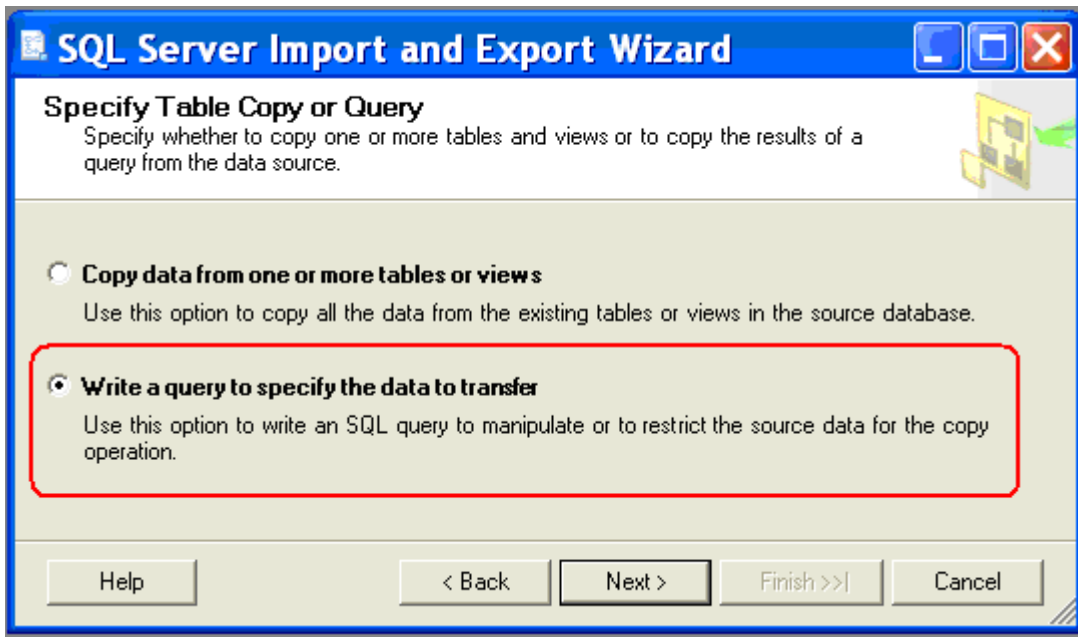 SQL Server Import and Export Wizard
Specify Table Copy or Query
Specify whether to copy one or more tables and views or to copy the results of a
query from the data source.
Copy data from one or more tables or views
Use this option to copy all the data from the existing tables or views in the source database.
Write a query to specify the data to transfer
Use this option to write an SQL query to manipulate or to restrict the source data for the copy
operation.
Help < Back Next > Finish >>| Cancel